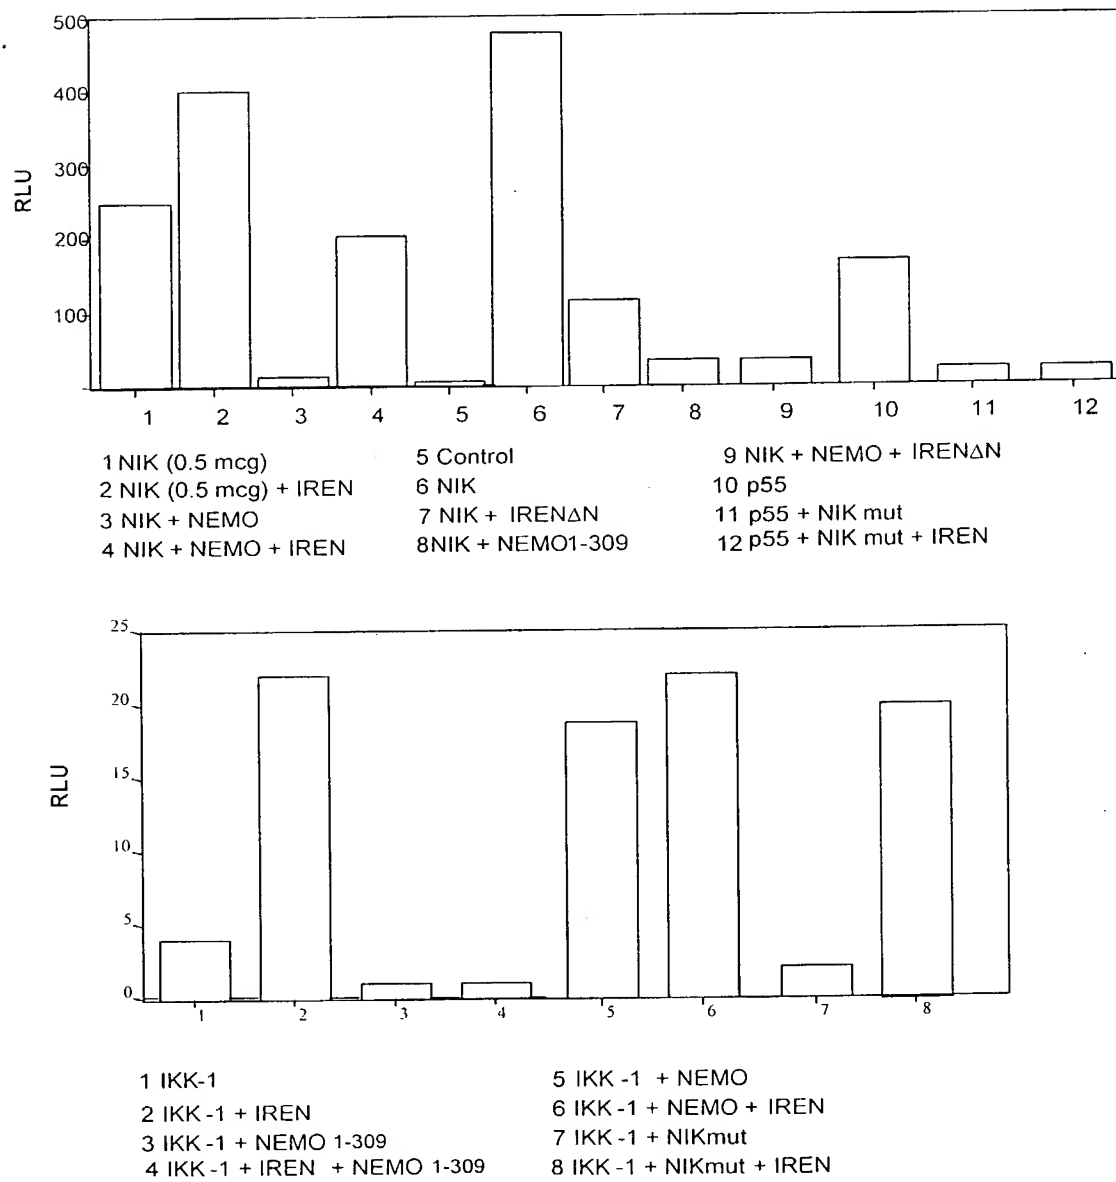 500
400
300
200
100
RLU
1 2 3 4 5 6 7 8 9 10 11 12
1 NIK (0.5 mcg)
2 NIK (0.5 mcg) + IREN
3 NIK + NEMO
4 NIK + NEMO + IREN
5 Control
6 NIK
7 NIK + IRENΔN
8 NIK + NEMO1-309
9 NIK + NEMO + IRENΔN
10 p55
11 p55 + NIK mut
12 p55 + NIK mut + IREN
25
20
15
10
5
0
RLU
1 2 3 4 5 6 7 8
1 IKK-1
2 IKK-1 + IREN
3 IKK-1 + NEMO 1-309
4 IKK-1 + IREN + NEMO 1-309
5 IKK-1 + NEMO
6 IKK-1 + NEMO + IREN
7 IKK-1 + NIKmut
8 IKK-1 + NIKmut + IREN